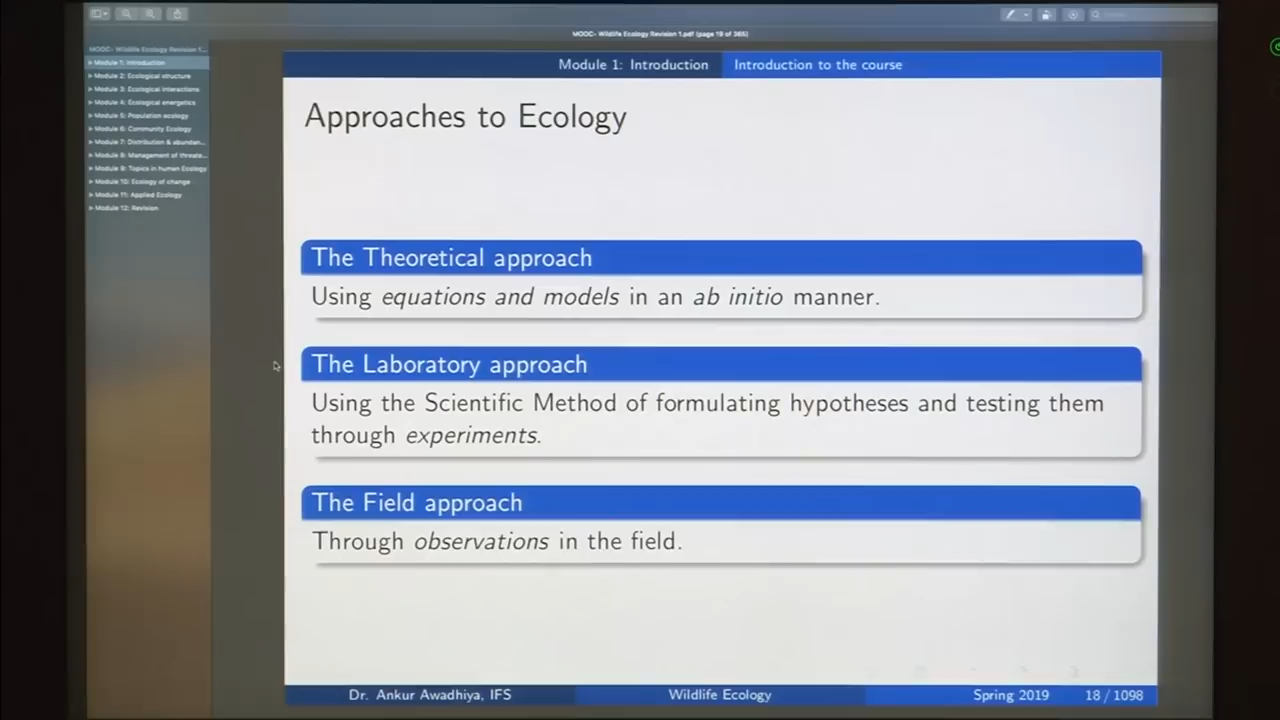 MOOC- Wildlife Ecology Revision 1.pdf (page 19 of 365)
MOOC- Wildlife Ecology Revision 1...
Module 1: Introduction
Module 2: Ecological structure
Module 3: Ecological interactions
Module 4: Ecological energetics
Module 5: Population ecology
Module 6: Community Ecology
Module 7: Distribution & abundan...
Module 8: Management of threate...
Module 9: Topics in human Ecology
Module 10: Ecology of change
Module 11: Applied Ecology
Module 12: Revision
Module 1: Introduction Introduction to the course
Approaches to Ecology
The Theoretical approach
Using equations and models in an ab initio manner.
The Laboratory approach
Using the Scientific Method of formulating hypotheses and testing them
through experiments.
The Field approach
Through observations in the field.
Dr. Ankur Awadhiya, IFS Wildlife Ecology Spring 2019 18 / 1098